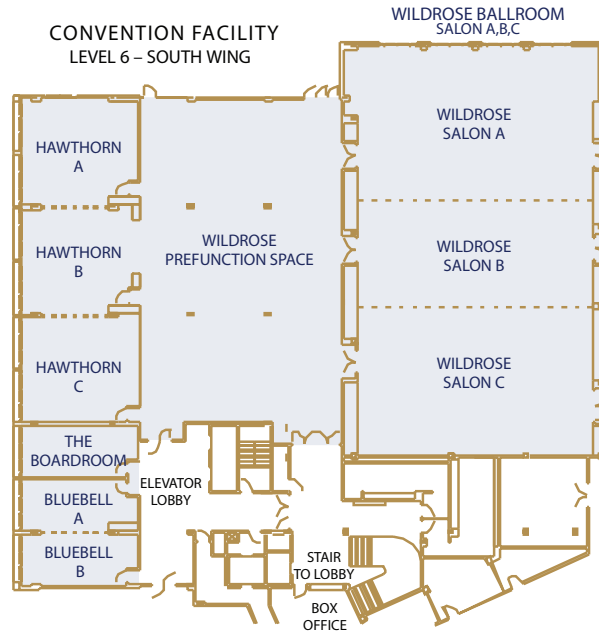 CONVENTION FACILITY
LEVEL 6 – SOUTH WING
WILDROSE BALLROOM
SALON A,B,C
HAWTHORN
A
WILDROSE
SALON A
HAWTHORN
B
WILDROSE
PREFUNCTION SPACE
WILDROSE
SALON B
HAWTHORN
C
WILDROSE
SALON C
THE
BOARDROOM
ELEVATOR
LOBBY
BLUEBELL
A
BLUEBELL
B
STAIR
TO LOBBY
BOX
OFFICE